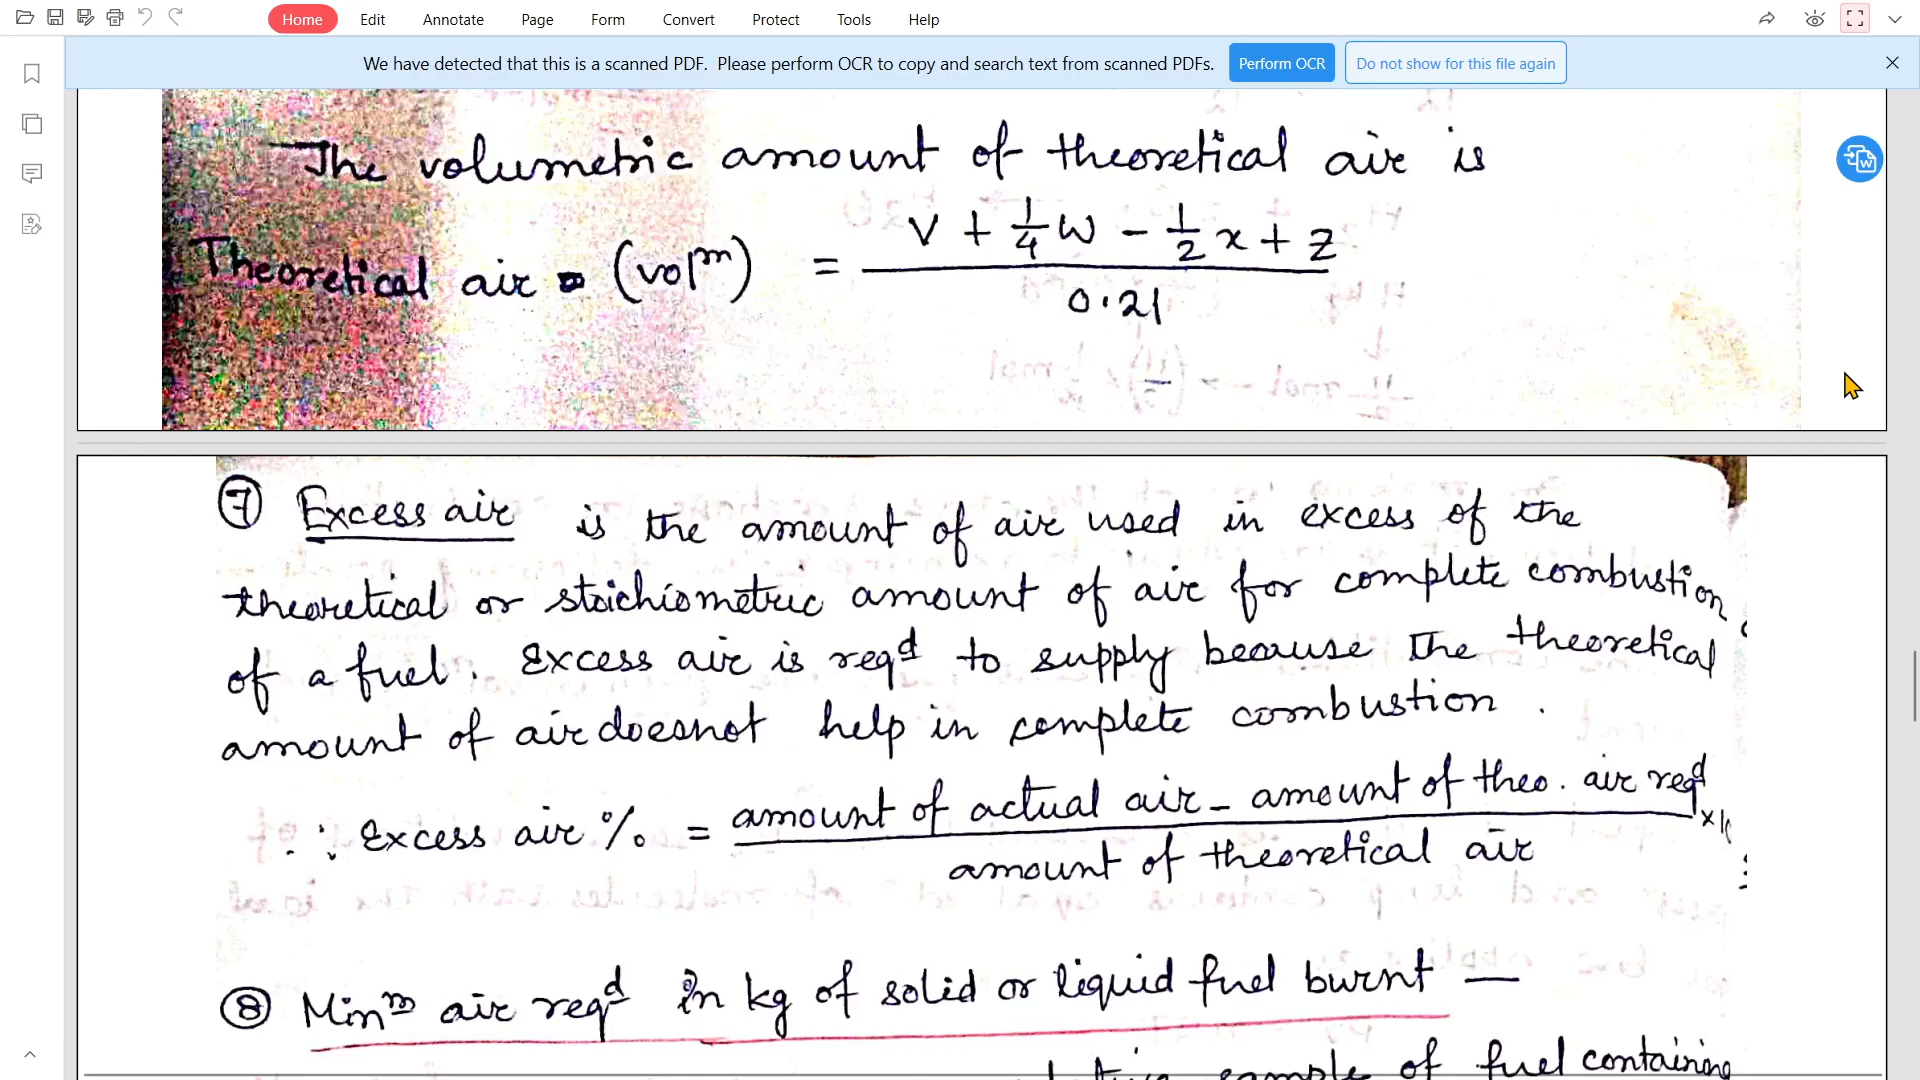 Home Edit Annotate Page Form Convert Protect Tools Help
We have detected that this is a scanned PDF. Please perform OCR to copy and search text from scanned PDFs. Perform OCR Do not show for this file again
The volumetric amount of theoretical air is
Theoretical air (vol^m) = (v + 1/4 w - 1/2 x + z) / 0.21
⑦ Excess air is the amount of air used in excess of the
theoretical or stoichiometric amount of air for complete combustion
of a fuel. Excess air is req^d to supply because the theoretical
amount of air doesnot help in complete combustion.
∴ Excess air % = amount of actual air - amount of theo. air req^d
amount of theoretical air
⑧ Min^m air req^d in kg of solid or liquid fuel burnt —
sample of fuel containing